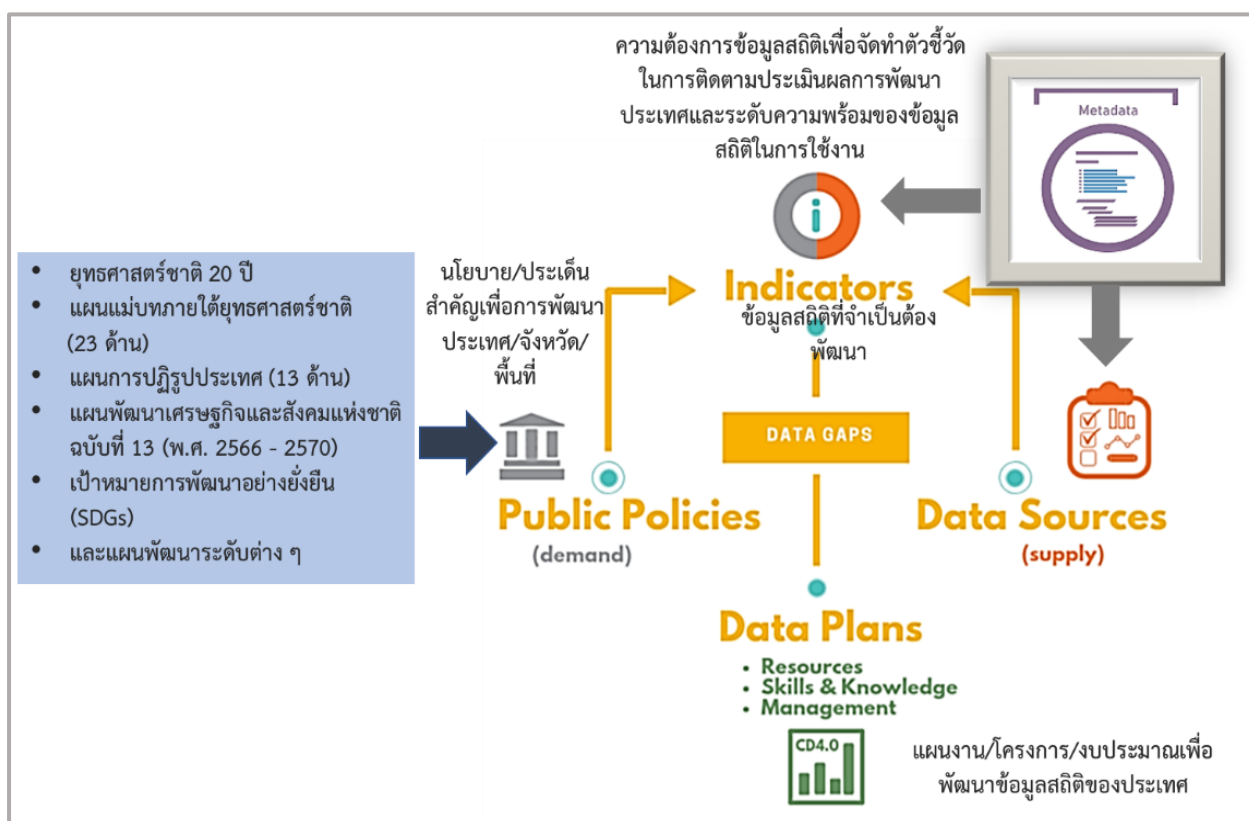 ความต้องการข้อมูลสถิติเพื่อจัดทำตัวชี้วัด
ในการติดตามประเมินผลการพัฒนา
ประเทศและระดับความพร้อมของข้อมูล
สถิติในการใช้งาน
Metadata
• ยุทธศาสตร์ชาติ 20 ปี
• แผนแม่บทภายใต้ยุทธศาสตร์ชาติ
(23 ด้าน)
• แผนการปฏิรูปประเทศ (13 ด้าน)
• แผนพัฒนาเศรษฐกิจและสังคมแห่งชาติ
ฉบับที่ 13 (พ.ศ. 2566 - 2570)
• เป้าหมายการพัฒนาอย่างยั่งยืน
(SDGs)
• และแผนพัฒนาระดับต่าง ๆ
นโยบาย/ประเด็น
สำคัญเพื่อการพัฒนา
ประเทศ/จังหวัด/
พื้นที่
i
Indicators
ข้อมูลสถิติที่จำเป็นต้อง
พัฒนา
DATA GAPS
Public Policies
(demand)
Data Sources
(supply)
Data Plans
• Resources
• Skills & Knowledge
• Management
CD4.0
แผนงาน/โครงการ/งบประมาณเพื่อ
พัฒนาข้อมูลสถิติของประเทศ